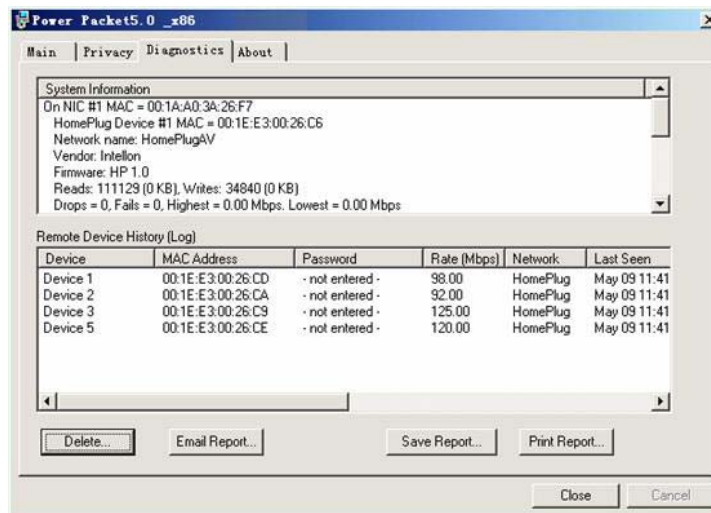 Power Packet5.0 _x86
Main Privacy Diagnostics About
System Information
On NIC #1 MAC = 00:1A:A0:3A:26:F7
HomePlug Device #1 MAC = 00:1E:E3:00:26:C6
Network name: HomePlugAV
Vendor: Intellon
Firmware: HP 1.0
Reads: 111129 (0 KB), Writes: 34840 (0 KB)
Drops = 0, Fails = 0, Highest = 0.00 Mbps. Lowest = 0.00 Mbps
Remote Device History (Log)
Device MAC Address Password Rate (Mbps) Network Last Seen
Device 1 00:1E:E3:00:26:CD - not entered - 98.00 HomePlug May 09 11:41
Device 2 00:1E:E3:00:26:CA - not entered - 92.00 HomePlug May 09 11:41
Device 3 00:1E:E3:00:26:C9 - not entered - 125.00 HomePlug May 09 11:41
Device 5 00:1E:E3:00:26:CE - not entered - 120.00 HomePlug May 09 11:41
Delete... Email Report... Save Report... Print Report...
Close Cancel